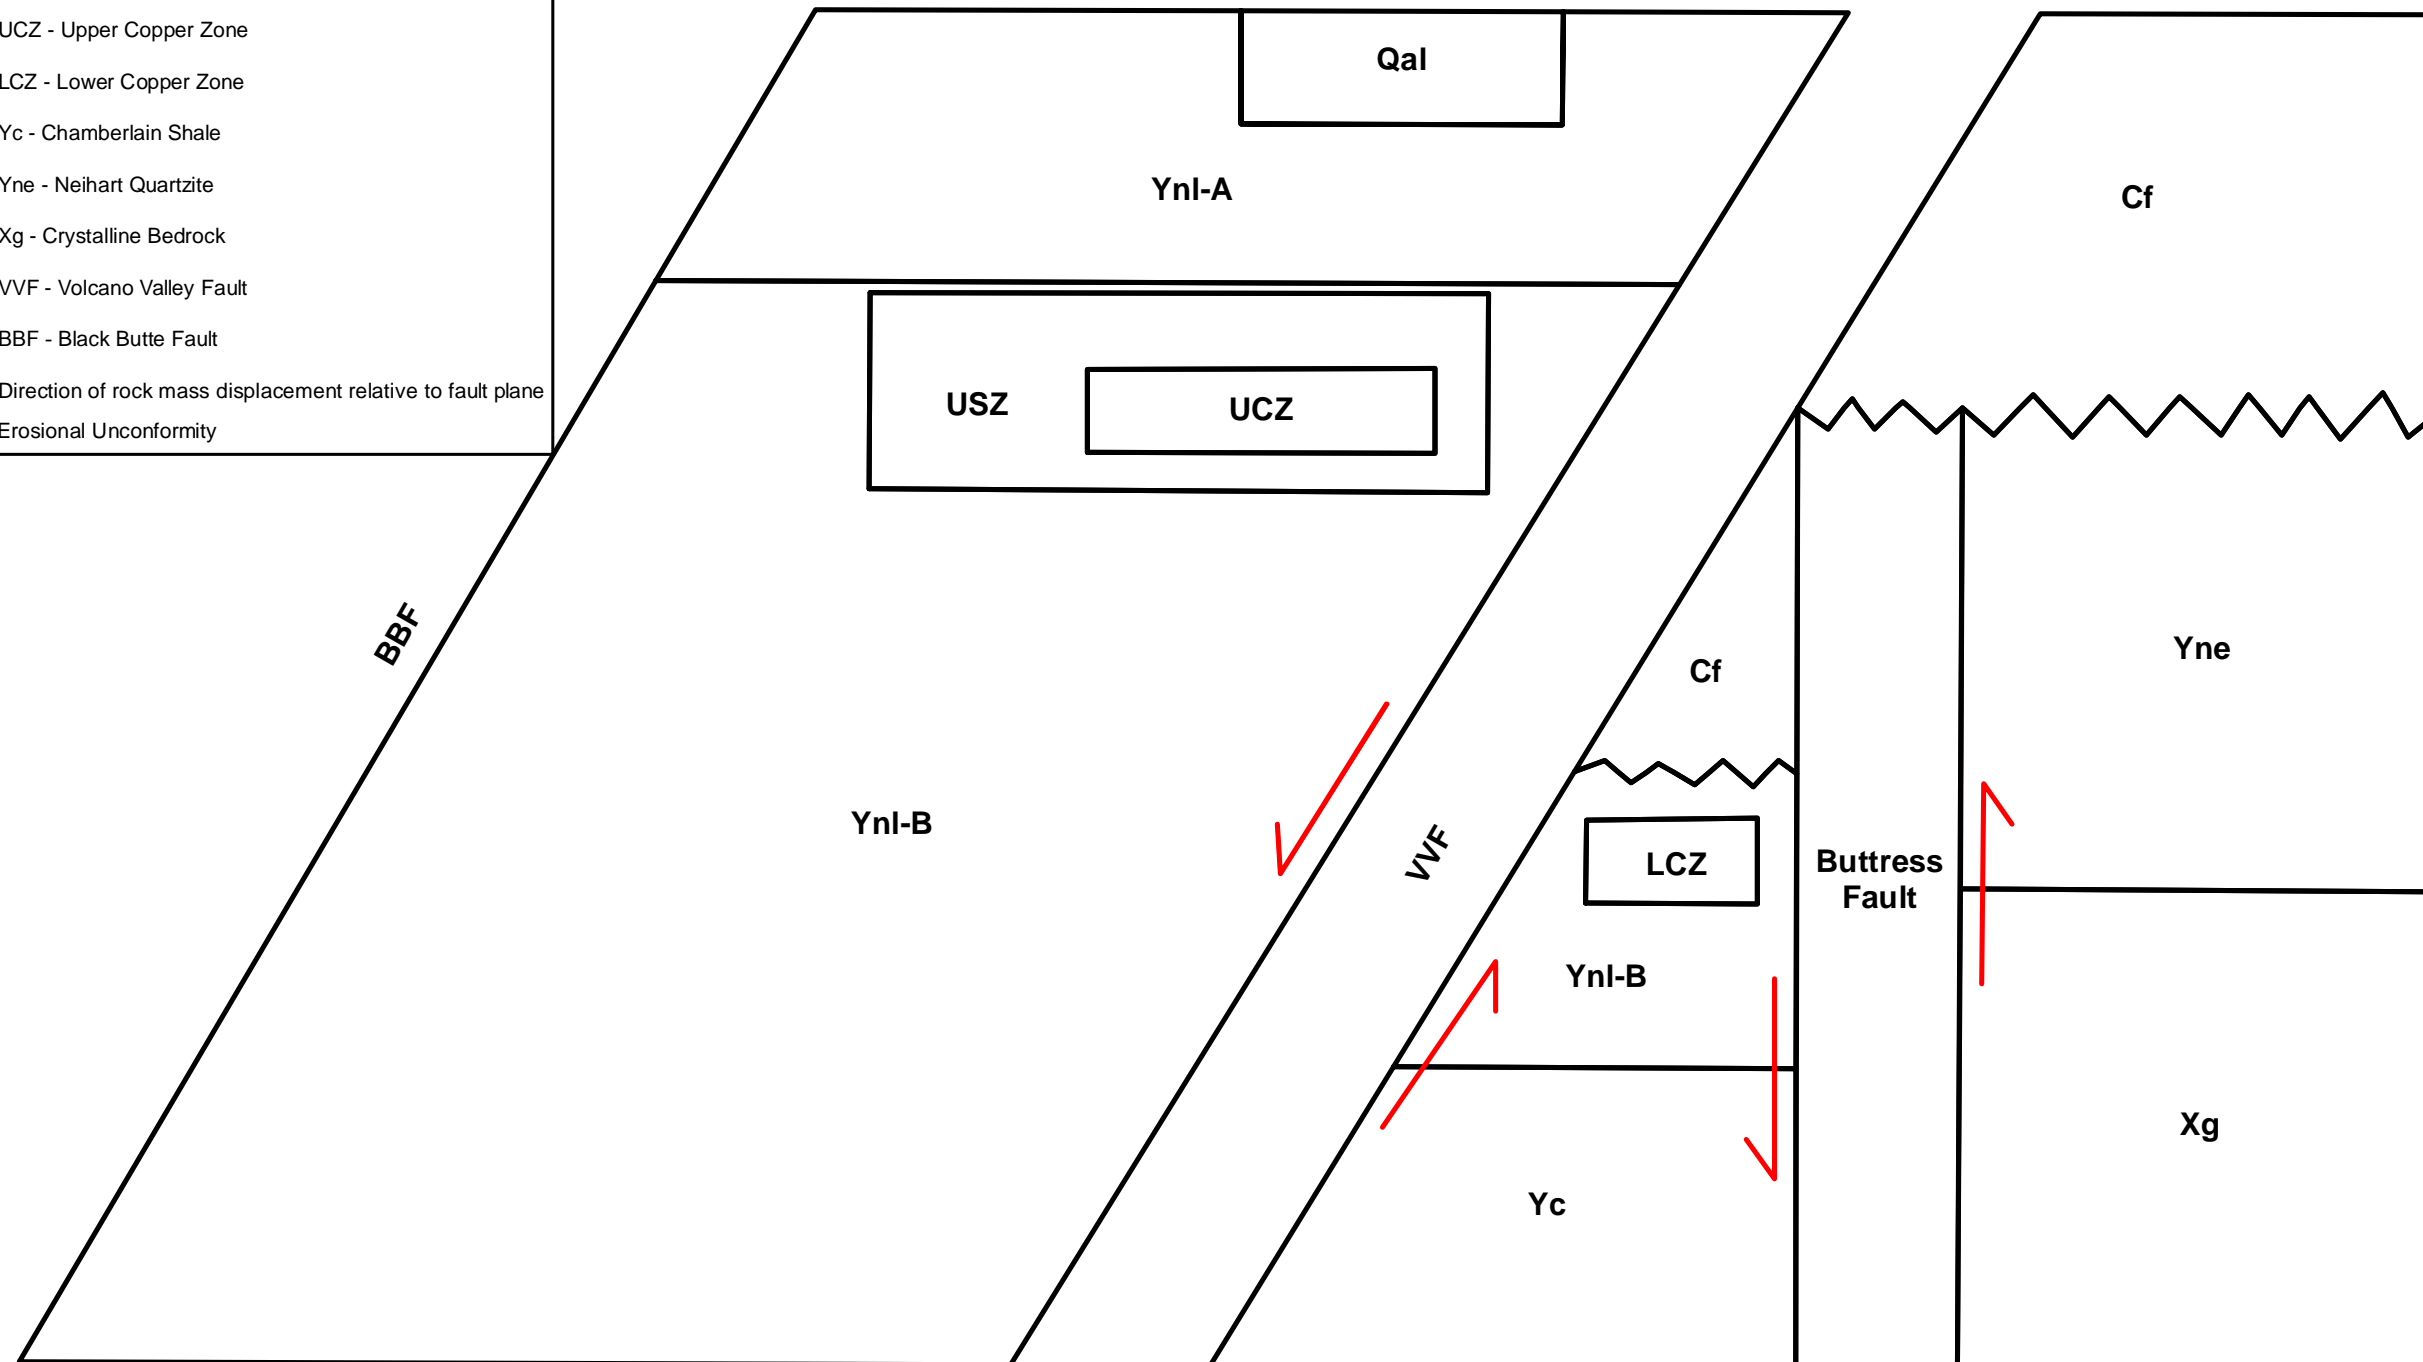 UCZ - Upper Copper Zone
LCZ - Lower Copper Zone
Yc - Chamberlain Shale
Yne - Neihart Quartzite
Xg - Crystalline Bedrock
VVF - Volcano Valley Fault
BBF - Black Butte Fault
Direction of rock mass displacement relative to fault plane
Erosional Unconformity
Qal
Ynl-A
Cf
USZ
UCZ
BBF
Cf
Yne
Ynl-B
VVF
LCZ
Buttress
Fault
Ynl-B
Yc
Xg